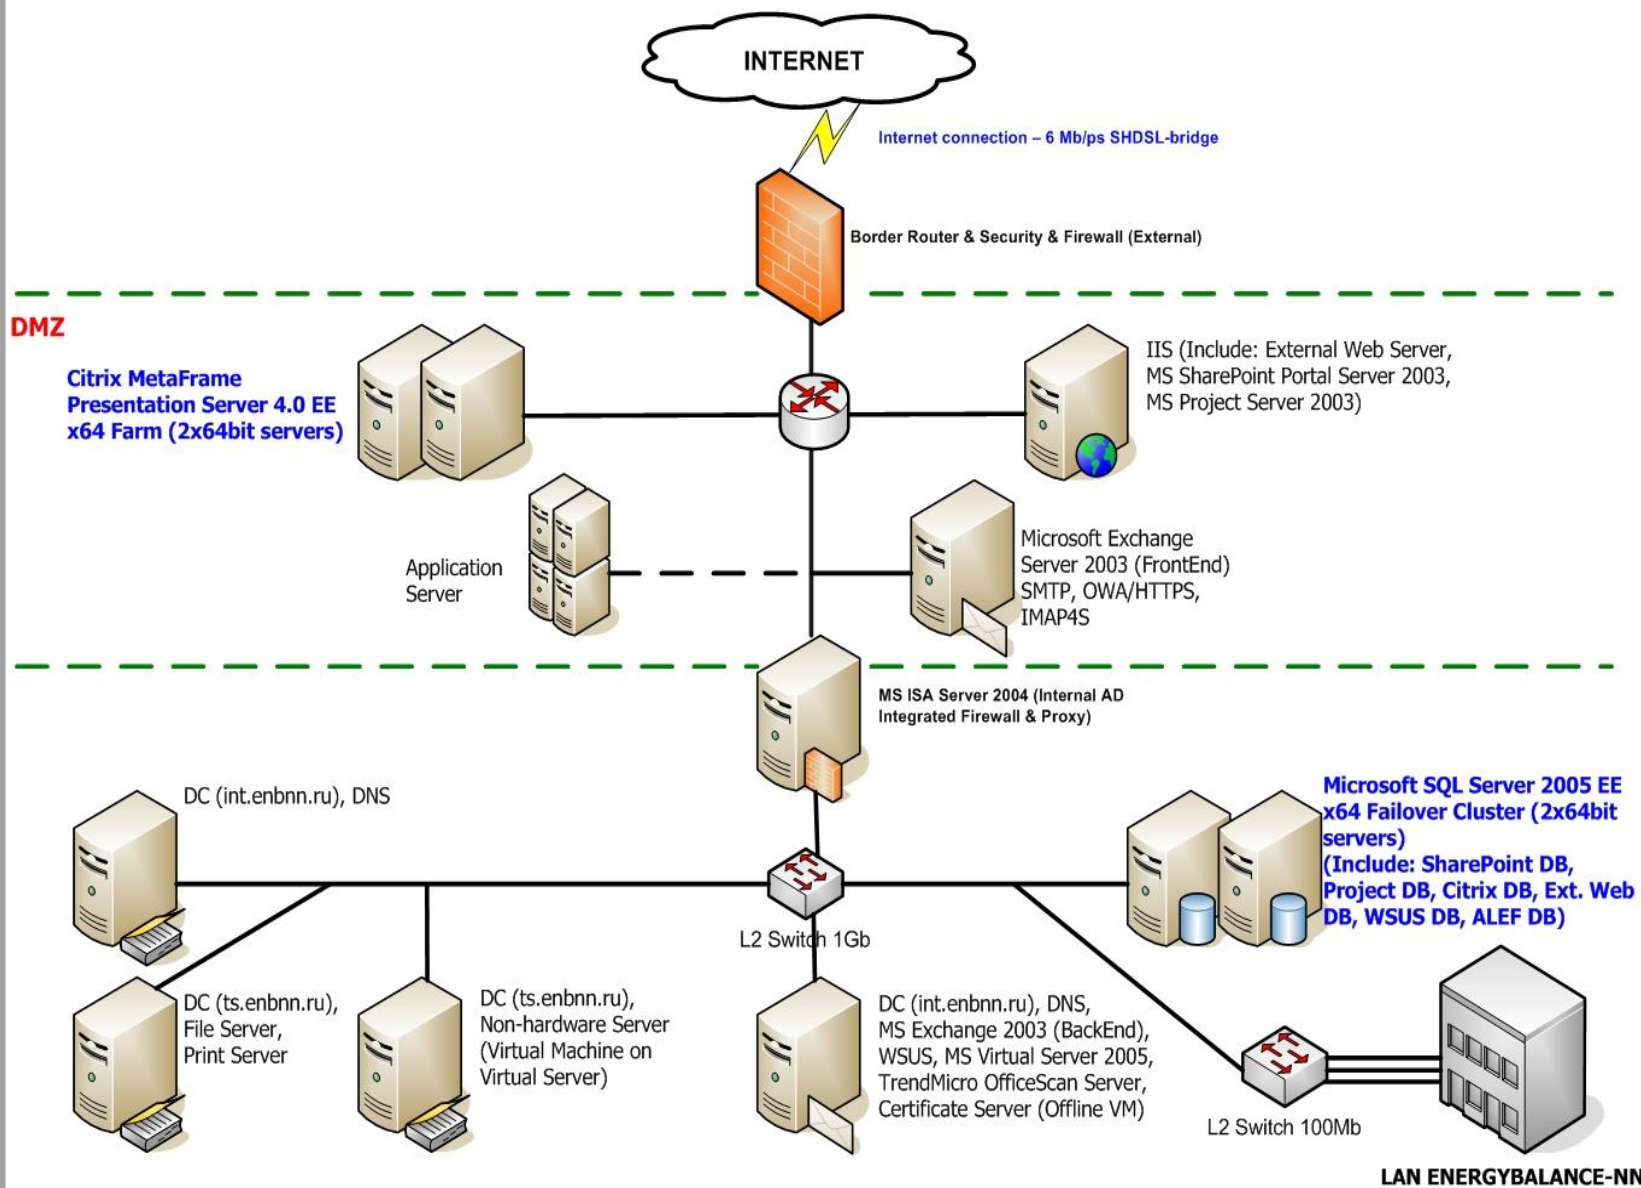 INTERNET
Internet connection – 6 Mb/ps SHDSL-bridge
Border Router & Security & Firewall (External)
DMZ
Citrix MetaFrame
Presentation Server 4.0 EE
x64 Farm (2x64bit servers)
IIS (Include: External Web Server,
MS SharePoint Portal Server 2003,
MS Project Server 2003)
Application
Server
Microsoft Exchange
Server 2003 (FrontEnd)
SMTP, OWA/HTTPS,
IMAP4S
MS ISA Server 2004 (Internal AD
Integrated Firewall & Proxy)
DC (int.enbnn.ru), DNS
Microsoft SQL Server 2005 EE
x64 Failover Cluster (2x64bit
servers)
(Include: SharePoint DB,
Project DB, Citrix DB, Ext. Web
DB, WSUS DB, ALEF DB)
L2 Switch 1Gb
DC (ts.enbnn.ru),
File Server,
Print Server
DC (ts.enbnn.ru),
Non-hardware Server
(Virtual Machine on
Virtual Server)
DC (int.enbnn.ru), DNS,
MS Exchange 2003 (BackEnd),
WSUS, MS Virtual Server 2005,
TrendMicro OfficeScan Server,
Certificate Server (Offline VM)
L2 Switch 100Mb
LAN ENERGYBALANCE-NN